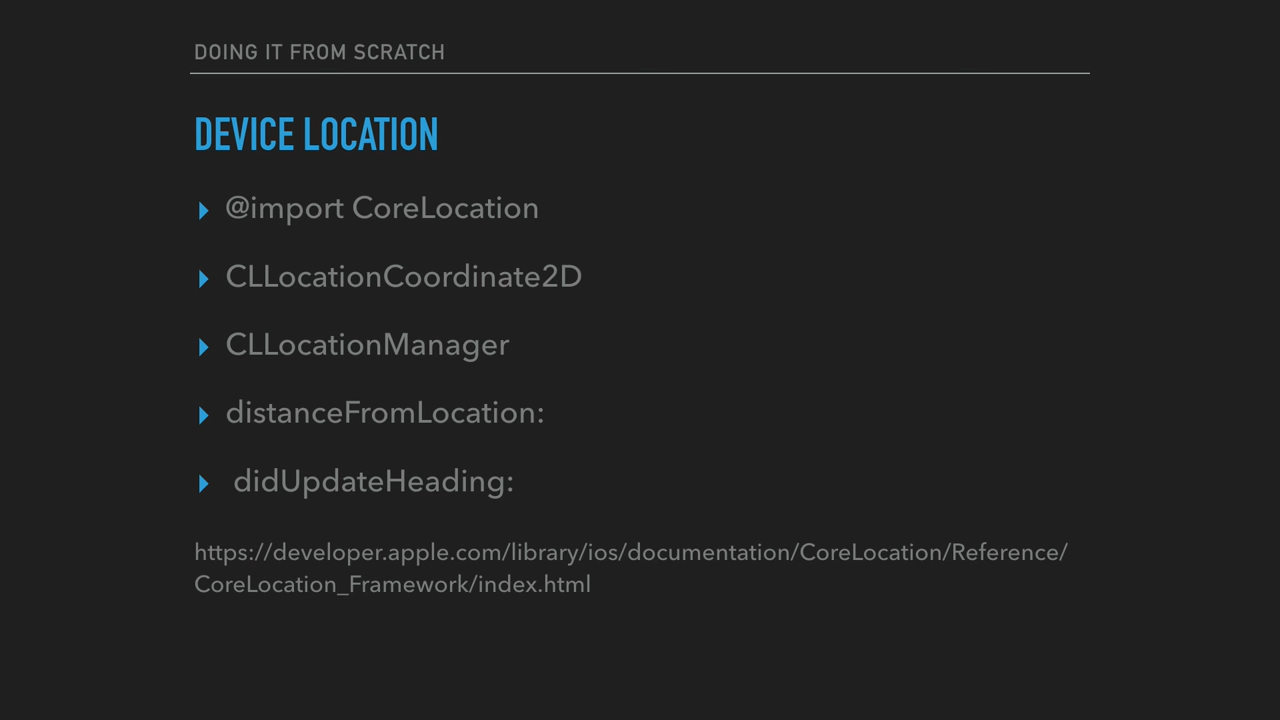 DOING IT FROM SCRATCH
DEVICE LOCATION
@import CoreLocation
CLLocationCoordinate2D
CLLocationManager
distanceFromLocation:
didUpdateHeading:
https://developer.apple.com/library/ios/documentation/CoreLocation/Reference/
CoreLocation_Framework/index.html